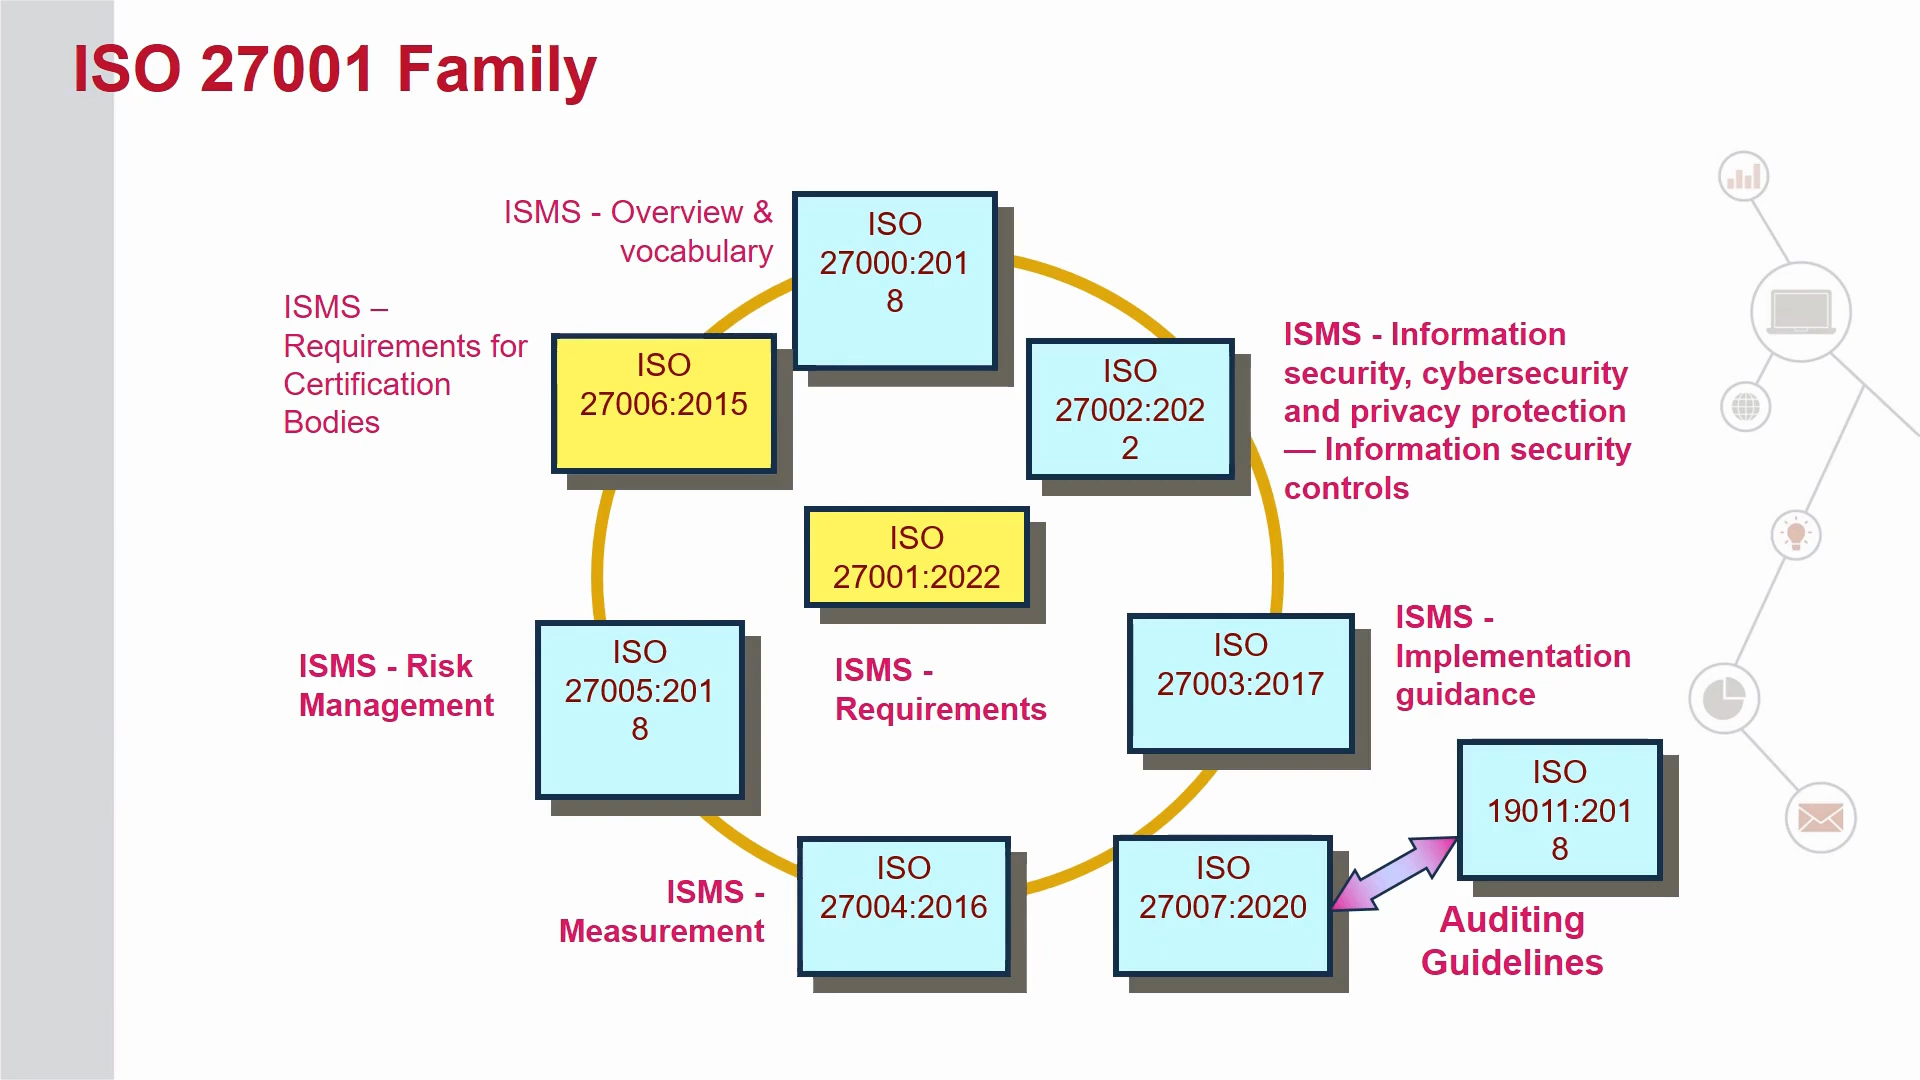 ISO 27001 Family
ISMS - Overview &
vocabulary
ISO
27000:201
8
ISMS –
Requirements for
Certification
Bodies
ISO
27006:2015
ISO
27002:202
2
ISMS - Information
security, cybersecurity
and privacy protection
— Information security
controls
ISO
27001:2022
ISMS -
Requirements
ISMS - Risk
Management
ISO
27005:201
8
ISO
27003:2017
ISMS -
Implementation
guidance
ISMS -
Measurement
ISO
27004:2016
ISO
27007:2020
ISO
19011:201
8
Auditing
Guidelines